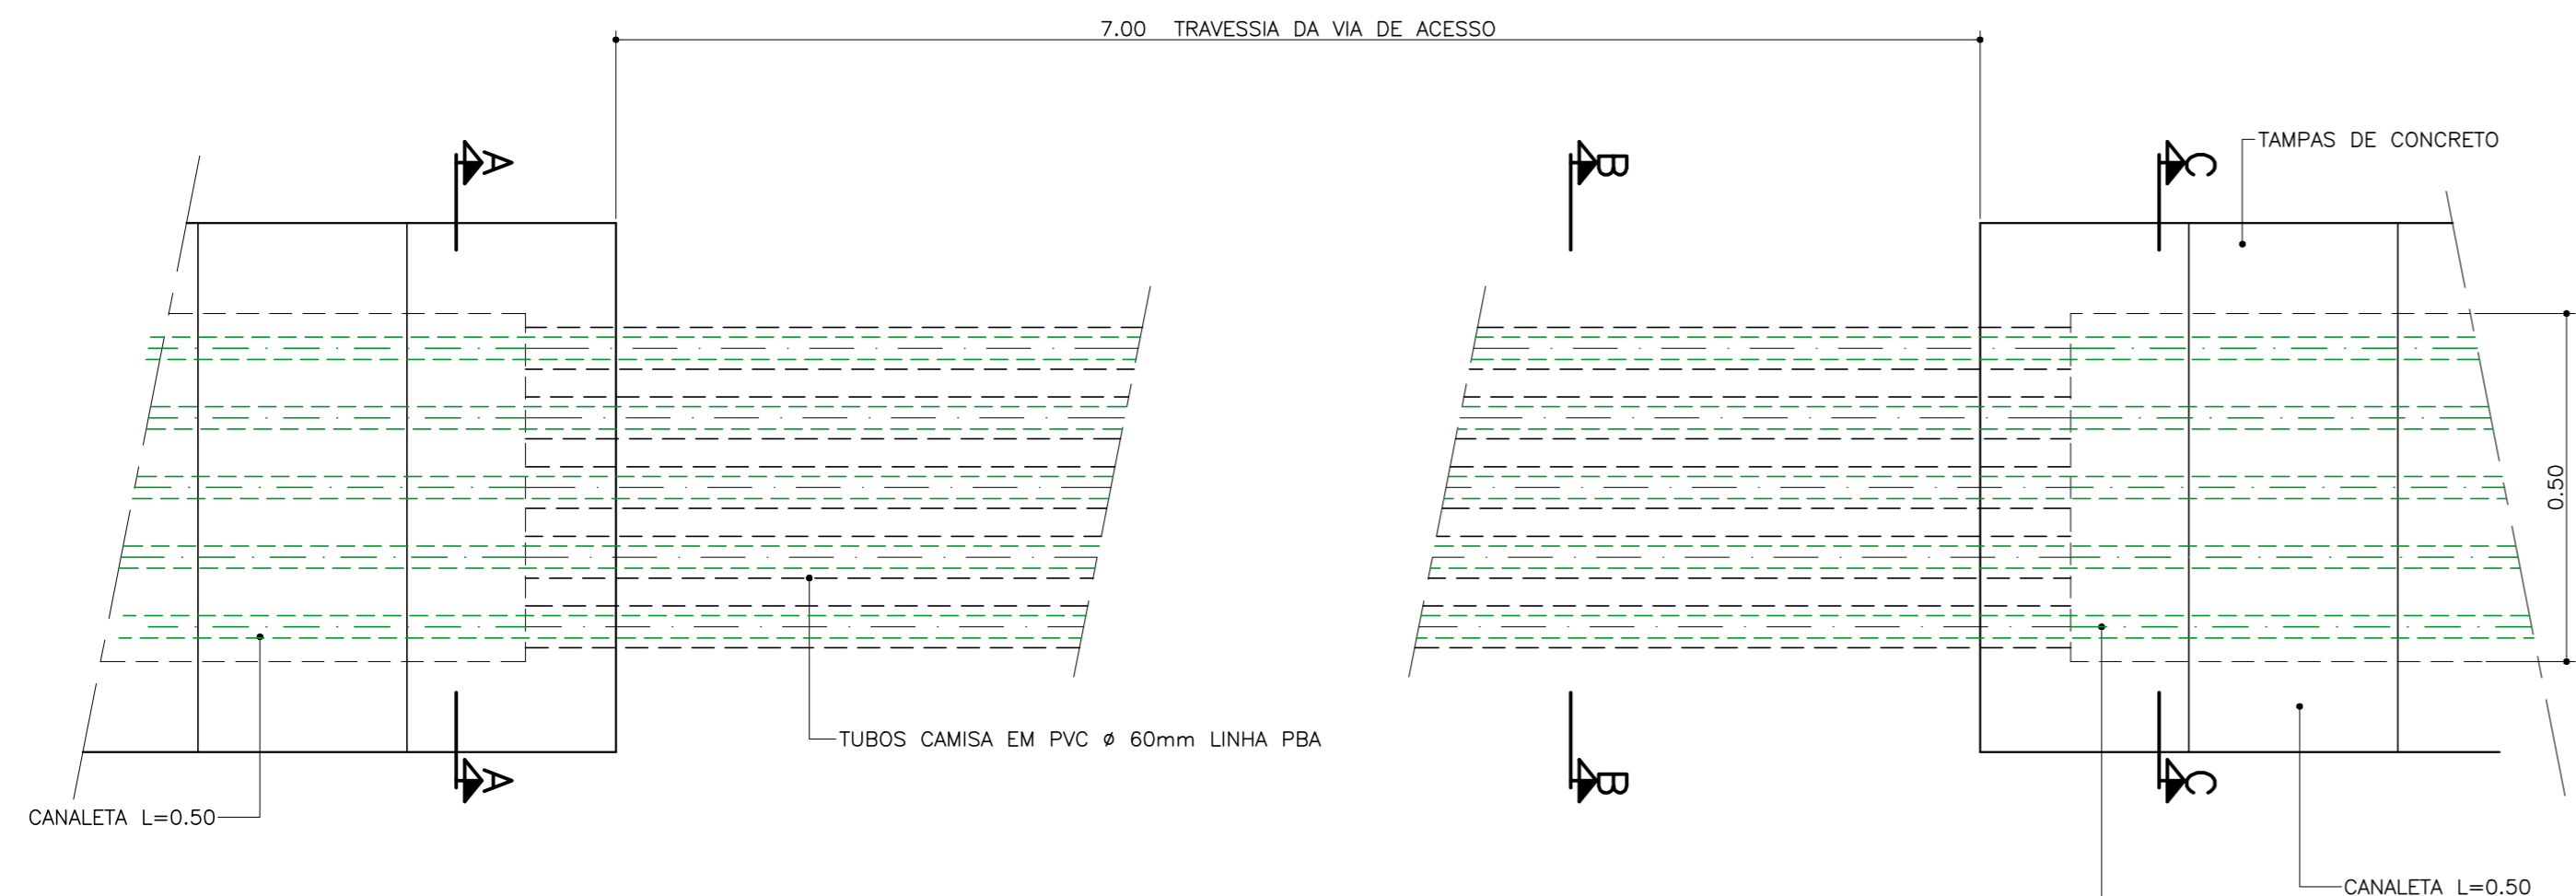 7.00 TRAVESSIA DA VIA DE ACESSO
TAMPAS DE CONCRETO
A
B
C
0.50
TUBOS CAMISA EM PVC ø 60mm LINHA PBA
A
B
C
CANALETA L=0.50
CANALETA L=0.50